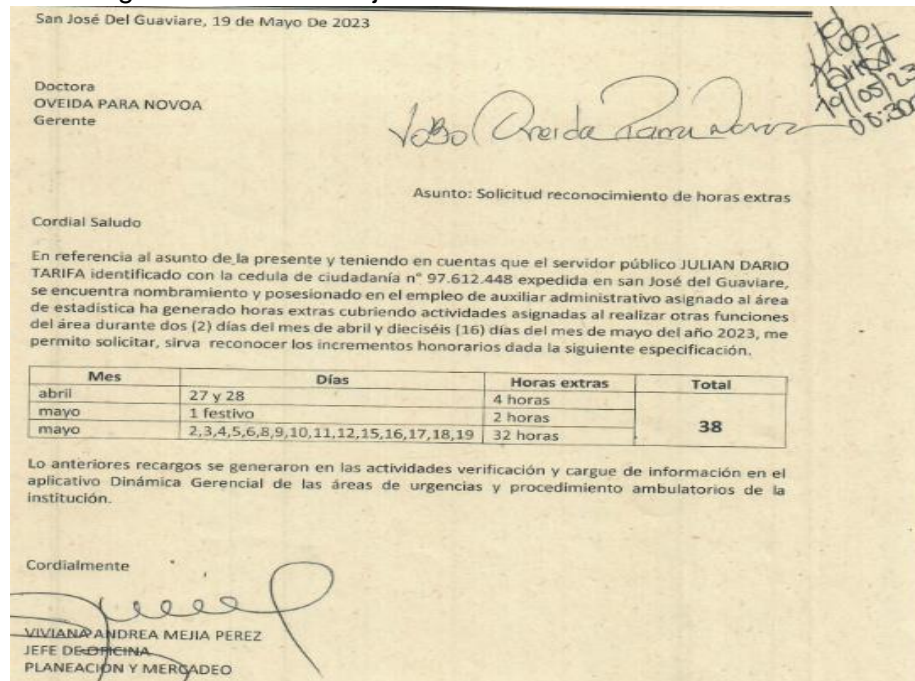 San José Del Guaviare, 19 de Mayo De 2023
19/05/23
Doctora
OVEIDA PARA NOVOA
Gerente
VoBo Oveida Parra Novoa
Asunto: Solicitud reconocimiento de horas extras
Cordial Saludo
En referencia al asunto de la presente y teniendo en cuentas que el servidor público JULIAN DARIO
TARIFA identificado con la cedula de ciudadanía n° 97.612.448 expedida en san José del Guaviare,
se encuentra nombramiento y posesionado en el empleo de auxiliar administrativo asignado al área
de estadística ha generado horas extras cubriendo actividades asignadas al realizar otras funciones
del área durante dos (2) días del mes de abril y dieciséis (16) días del mes de mayo del año 2023, me
permito solicitar, sirva reconocer los incrementos honorarios dada la siguiente especificación.
Mes Días Horas extras Total
abril 27 y 28 4 horas
mayo 1 festivo 2 horas 38
mayo 2,3,4,5,6,8,9,10,11,12,15,16,17,18,19 32 horas
Lo anteriores recargos se generaron en las actividades verificación y cargue de información en el
aplicativo Dinámica Gerencial de las áreas de urgencias y procedimiento ambulatorios de la
institución.
Cordialmente
VIVIANA ANDREA MEJIA PEREZ
JEFE DE OFICINA
PLANEACIÓN Y MERCADEO